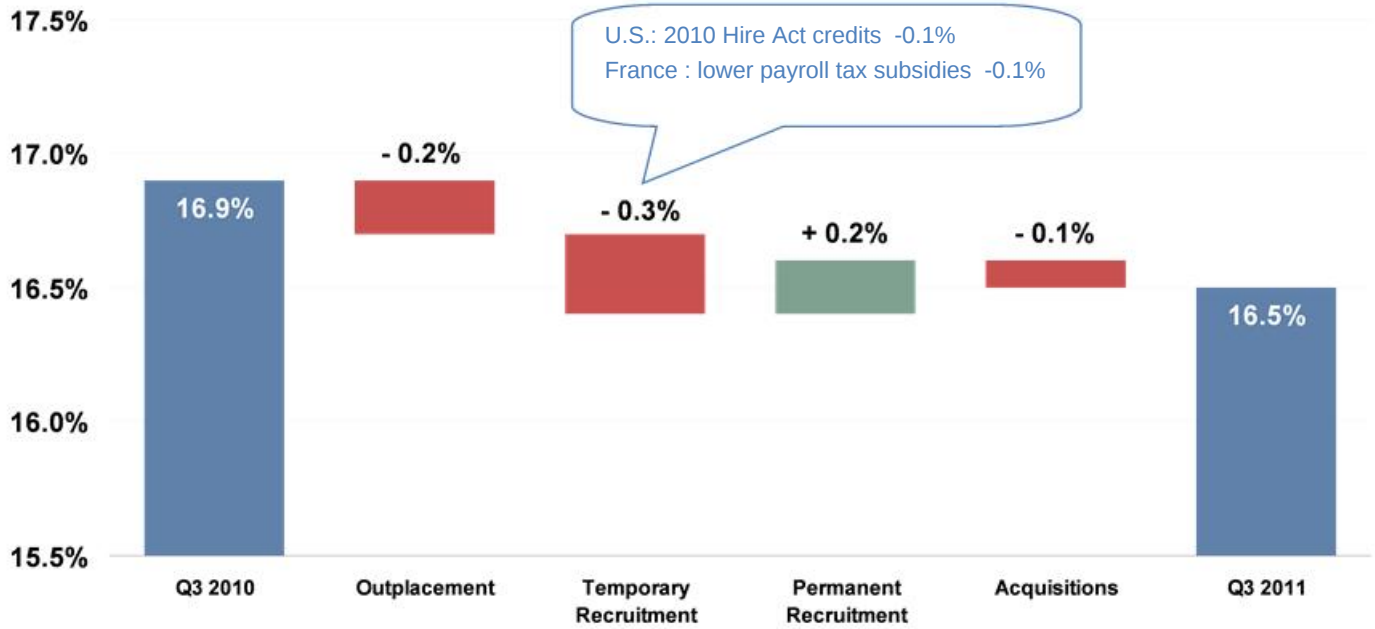 17.5%
U.S.: 2010 Hire Act credits -0.1%
France : lower payroll tax subsidies -0.1%
17.0%
- 0.2%
16.9%
- 0.3%
+ 0.2%
- 0.1%
16.5%
16.5%
16.0%
15.5%
Q3 2010
Outplacement
Temporary
Recruitment
Permanent
Recruitment
Acquisitions
Q3 2011